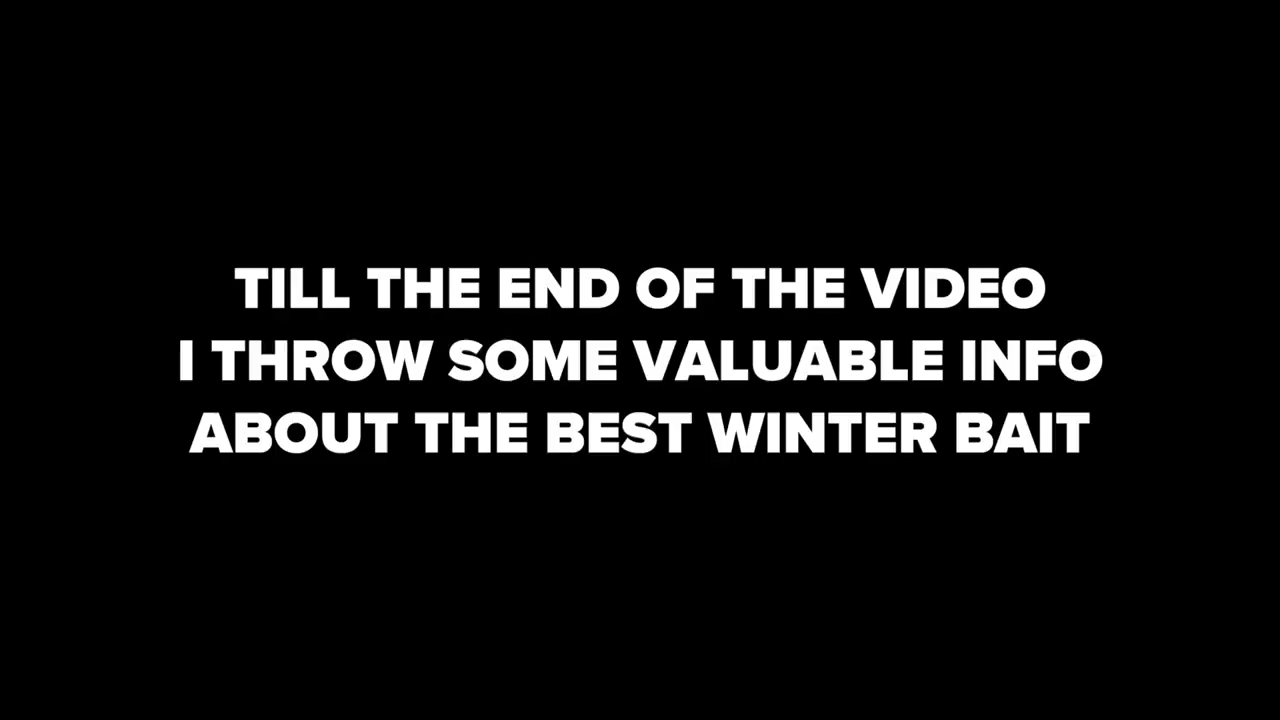 TILL THE END OF THE VIDEO
I THROW SOME VALUABLE INFO
ABOUT THE BEST WINTER BAIT